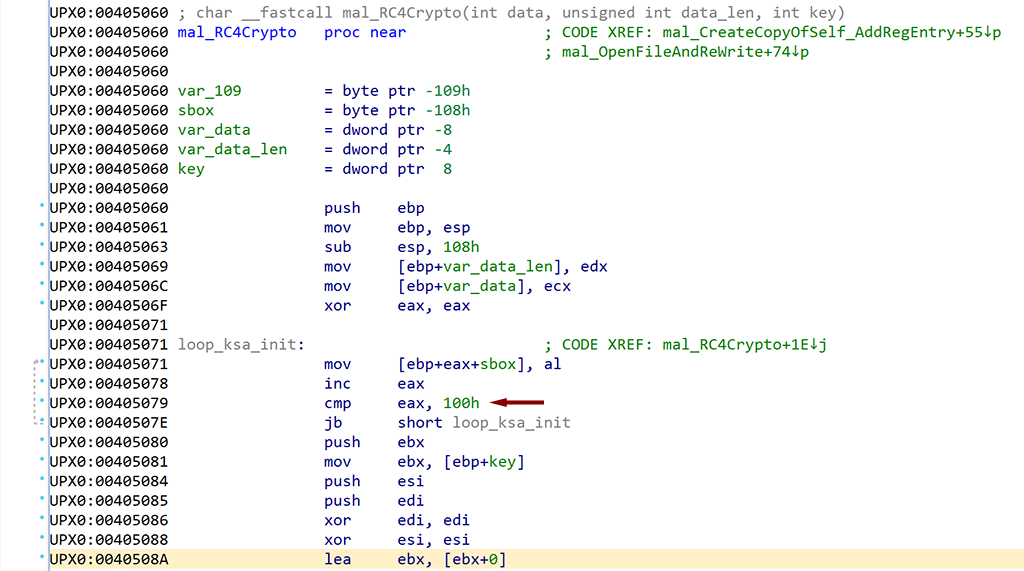 UPX0:00405060 ; char __fastcall mal_RC4Crypto(int data, unsigned int data_len, int key)
UPX0:00405060 mal_RC4Crypto   proc near               ; CODE XREF: mal_CreateCopyOfSelf_AddRegEntry+55↓p
UPX0:00405060                                         ; mal_OpenFileAndReWrite+74↓p
UPX0:00405060
UPX0:00405060 var_109         = byte ptr -109h
UPX0:00405060 sbox            = byte ptr -108h
UPX0:00405060 var_data        = dword ptr -8
UPX0:00405060 var_data_len    = dword ptr -4
UPX0:00405060 key             = dword ptr  8
UPX0:00405060
UPX0:00405060                 push    ebp
UPX0:00405061                 mov     ebp, esp
UPX0:00405063                 sub     esp, 108h
UPX0:00405069                 mov     [ebp+var_data_len], edx
UPX0:0040506C                 mov     [ebp+var_data], ecx
UPX0:0040506F                 xor     eax, eax
UPX0:00405071
UPX0:00405071 loop_ksa_init:                          ; CODE XREF: mal_RC4Crypto+1E↓j
UPX0:00405071                 mov     [ebp+eax+sbox], al
UPX0:00405078                 inc     eax
UPX0:00405079                 cmp     eax, 100h
UPX0:0040507E                 jb      short loop_ksa_init
UPX0:00405080                 push    ebx
UPX0:00405081                 mov     ebx, [ebp+key]
UPX0:00405084                 push    esi
UPX0:00405085                 push    edi
UPX0:00405086                 xor     edi, edi
UPX0:00405088                 xor     esi, esi
UPX0:0040508A                 lea     ebx, [ebx+0]